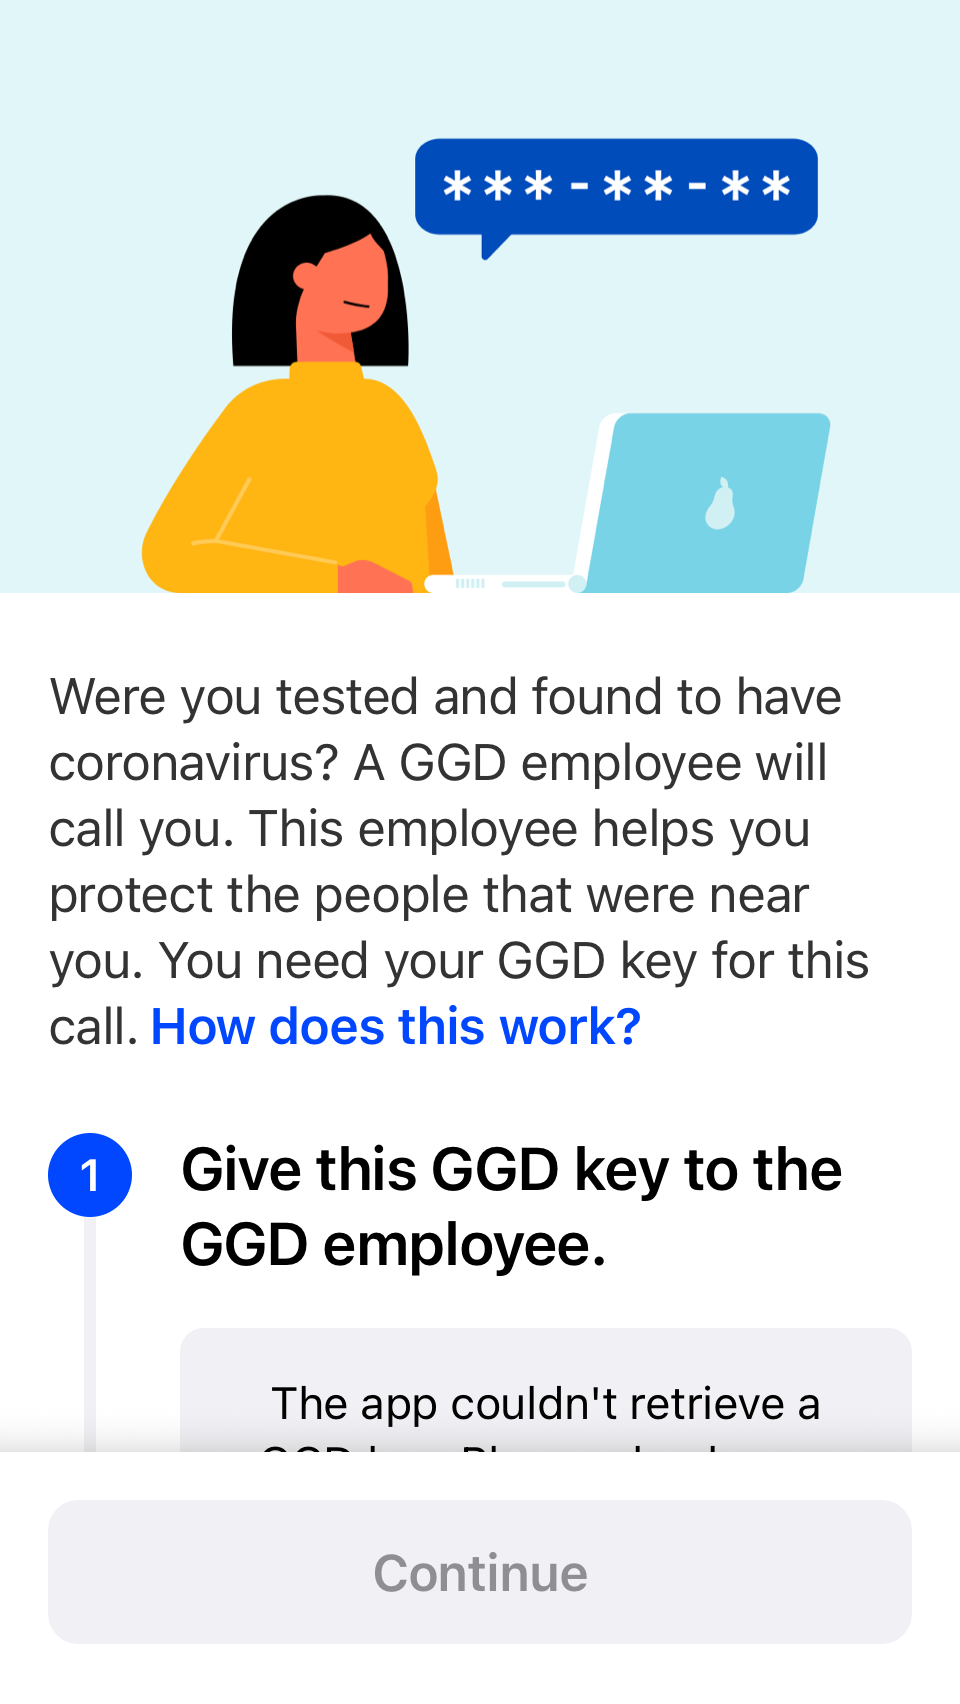 ***-**-**
Were you tested and found to have
coronavirus? A GGD employee will
call you. This employee helps you
protect the people that were near
you. You need your GGD key for this
call. How does this work?
1
Give this GGD key to the
GGD employee.
The app couldn't retrieve a
Continue